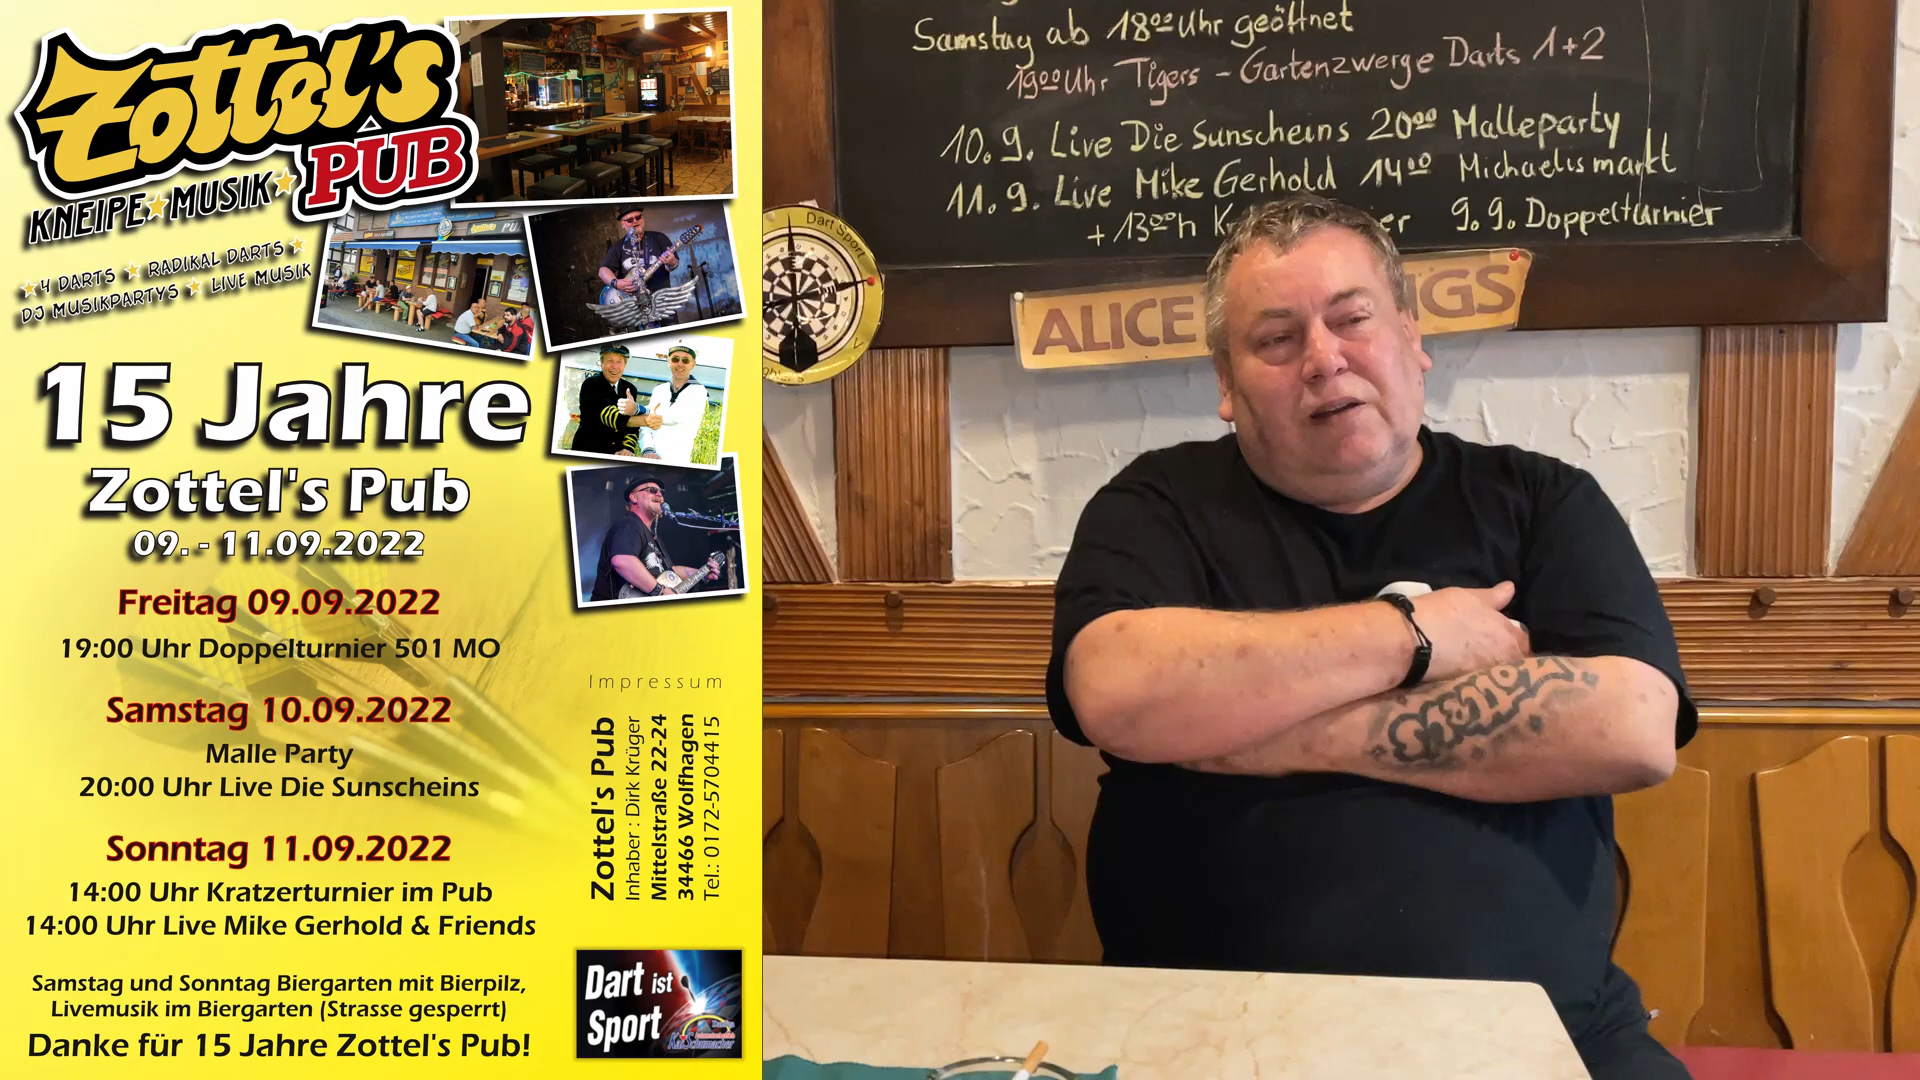 Zottel's
PUB
KNEIPE★MUSIK★
★4 DARTS ★ RADIKAL DARTS ★
DJ MUSIKPARTYS ★ LIVE MUSIK
15 Jahre
Zottel's Pub
09. - 11.09.2022
Freitag 09.09.2022
19:00 Uhr Doppelturnier 501 MO
Samstag 10.09.2022
Malle Party
20:00 Uhr Live Die Sunscheins
Sonntag 11.09.2022
14:00 Uhr Kratzerturnier im Pub
14:00 Uhr Live Mike Gerhold & Friends
Samstag und Sonntag Biergarten mit Bierpilz,
Livemusik im Biergarten (Strasse gesperrt)
Danke für 15 Jahre Zottel's Pub!
Impressum
Zottel's Pub
Inhaber : Dirk Krüger
Mittelstraße 22-24
34466 Wolfhagen
Tel.: 0172-5704415
Dart ist
Sport
Samstag ab 18⁰⁰Uhr geöffnet
19⁰⁰Uhr Tigers - Gartenzwerge Darts 1+2
10. 9. Live Die Sunscheins 20⁰⁰ Malleparty
11. 9. Live Mike Gerhold 14⁰⁰ Michaelismarkt
+ 13⁰⁰h K er 9. 9. Doppelturnier
Dart Sport
ALICE NGS